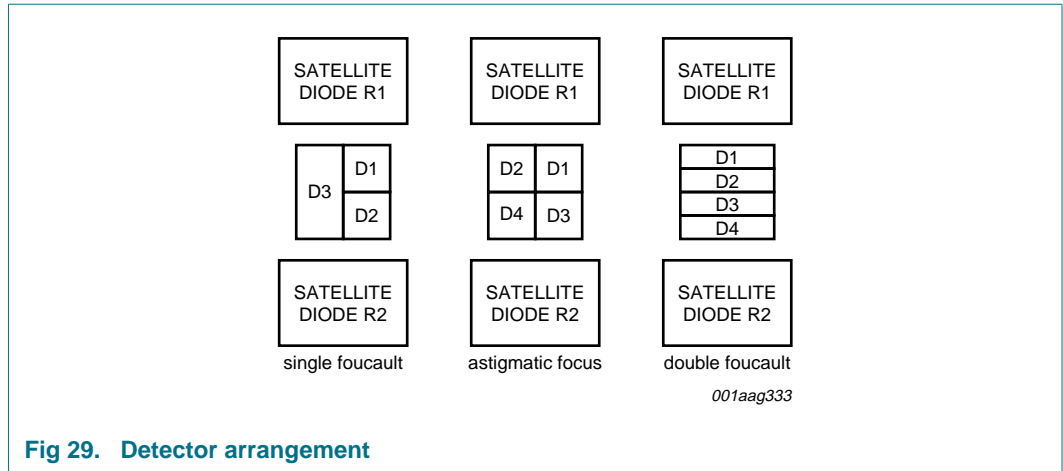 SATELLITE
DIODE R1
SATELLITE
DIODE R1
SATELLITE
DIODE R1
D3
D1
D2
D2
D1
D4
D3
D1
D2
D3
D4
SATELLITE
DIODE R2
SATELLITE
DIODE R2
SATELLITE
DIODE R2
single foucault
astigmatic focus
double foucault
001aag333
Fig 29. Detector arrangement